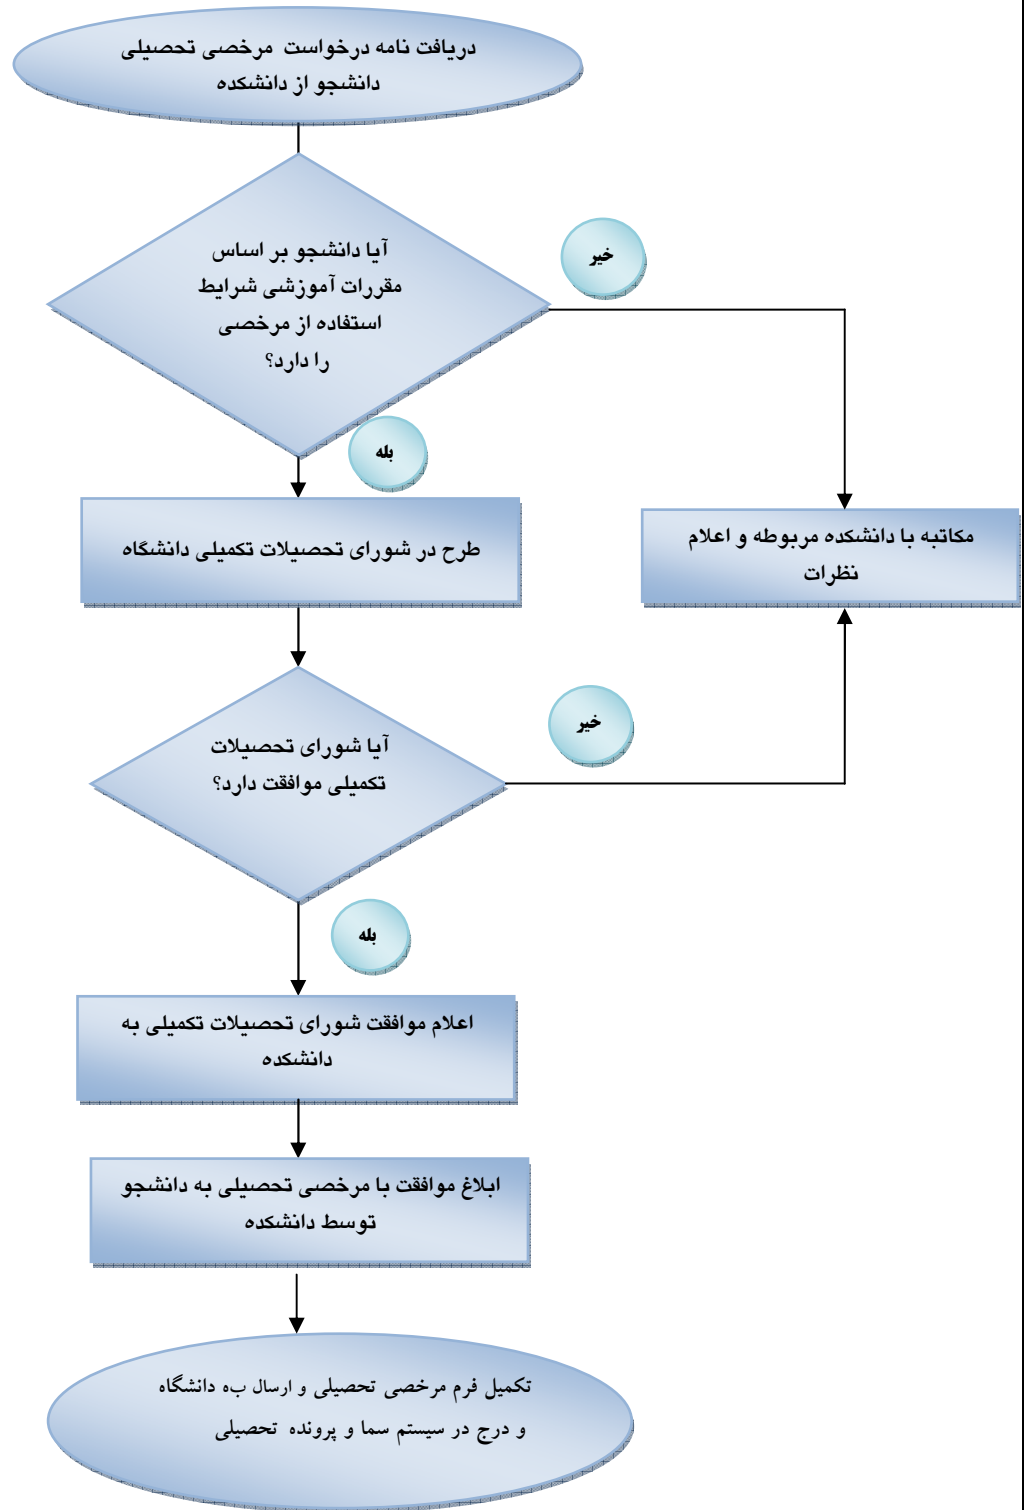 دریافت نامه درخواست مرخصی تحصیلی
دانشجو از دانشکده
آیا دانشجو بر اساس
مقررات آموزشی شرایط
استفاده از مرخصی
را دارد؟
خیر
بله
طرح در شورای تحصیلات تکمیلی دانشگاه
مکاتبه با دانشکده مربوطه و اعلام
نظرات
آیا شورای تحصیلات
تکمیلی موافقت دارد؟
خیر
بله
اعلام موافقت شورای تحصیلات تکمیلی به
دانشکده
ابلاغ موافقت با مرخصی تحصیلی به دانشجو
توسط دانشکده
تکمیل فرم مرخصی تحصیلی و ارسال به دانشگاه
و درج در سیستم سما و پرونده تحصیلی